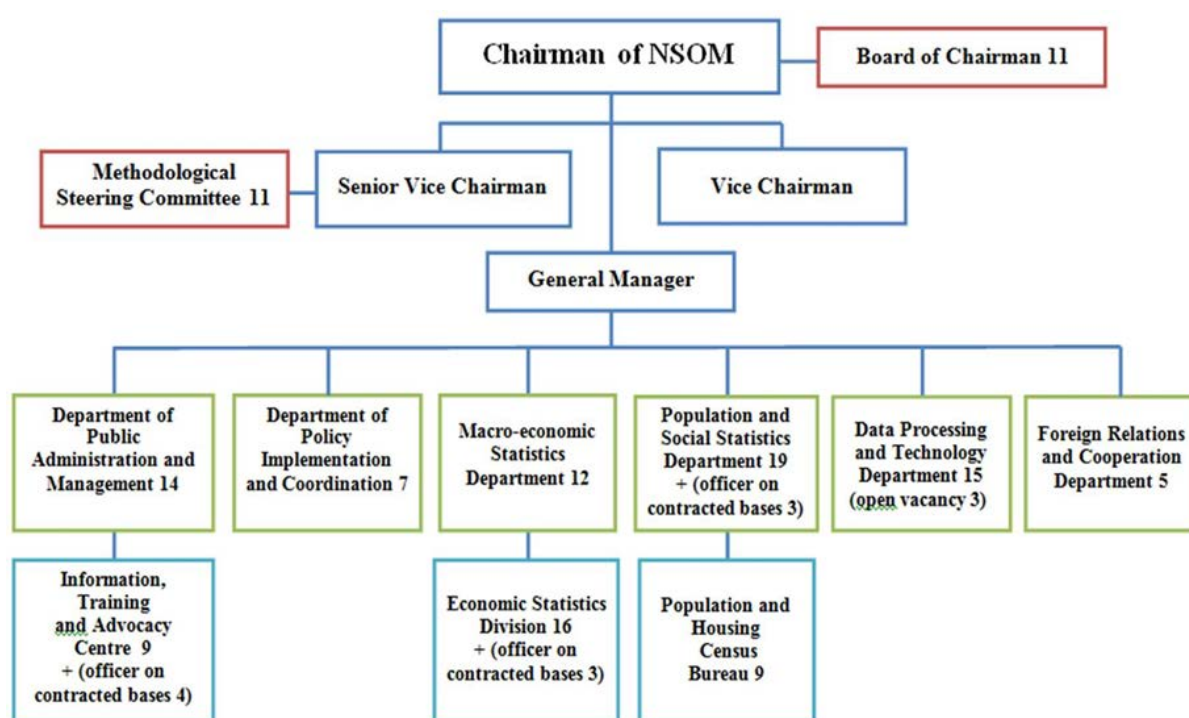 Chairman of NSOM
Board of Chairman 11
Methodological
Steering Committee 11
Senior Vice Chairman
Vice Chairman
General Manager
Department of
Public
Administration and
Management 14
Department of
Policy
Implementation
and Coordination 7
Macro-economic
Statistics
Department 12
Population and
Social Statistics
Department 19
+ (officer on
contracted bases 3)
Data Processing
and Technology
Department 15
(open vacancy 3)
Foreign Relations
and Cooperation
Department 5
Information,
Training
and Advocacy
Centre 9
+ (officer on
contracted bases 4)
Economic Statistics
Division 16
+ (officer on
contracted bases 3)
Population and
Housing
Census
Bureau 9